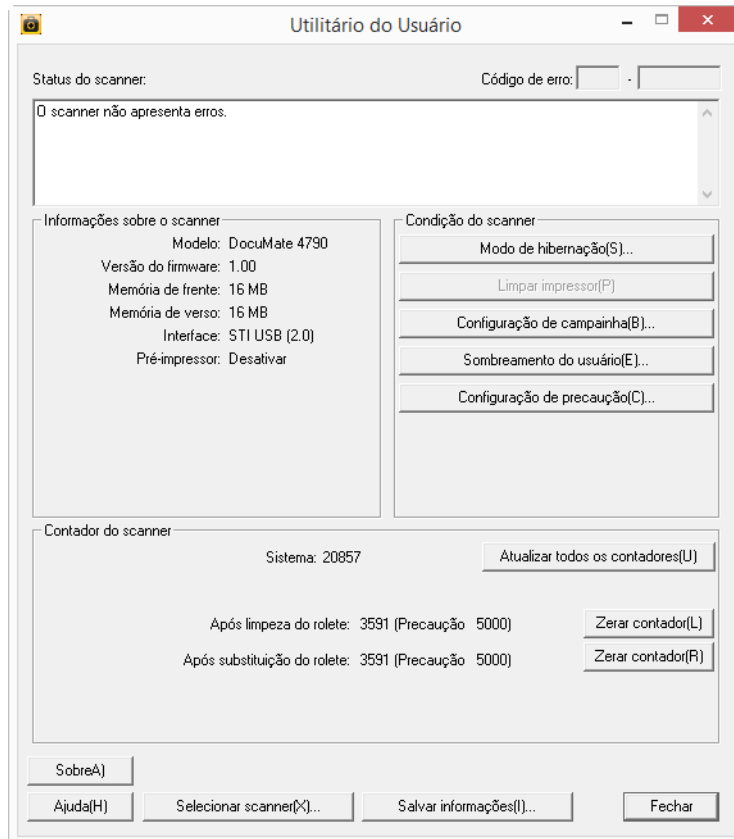 Utilitário do Usuário
Status do scanner:
Código de erro: -
O scanner não apresenta erros.
Informações sobre o scanner
Modelo: DocuMate 4790
Versão do firmware: 1.00
Memória de frente: 16 MB
Memória de verso: 16 MB
Interface: STI USB (2.0)
Pré-impressor: Desativar
Condição do scanner
Modo de hibernação(S)...
Limpar impressor(P)
Configuração de campainha(B)...
Sombreamento do usuário(E)...
Configuração de precaução(C)...
Contador do scanner
Sistema: 20857
Atualizar todos os contadores(U)
Após limpeza do rolete: 3591 (Precaução 5000)
Zerar contador(L)
Após substituição do rolete: 3591 (Precaução 5000)
Zerar contador(R)
SobreA)
Ajuda(H)
Selecionar scanner(X)...
Salvar informações(I)...
Fechar